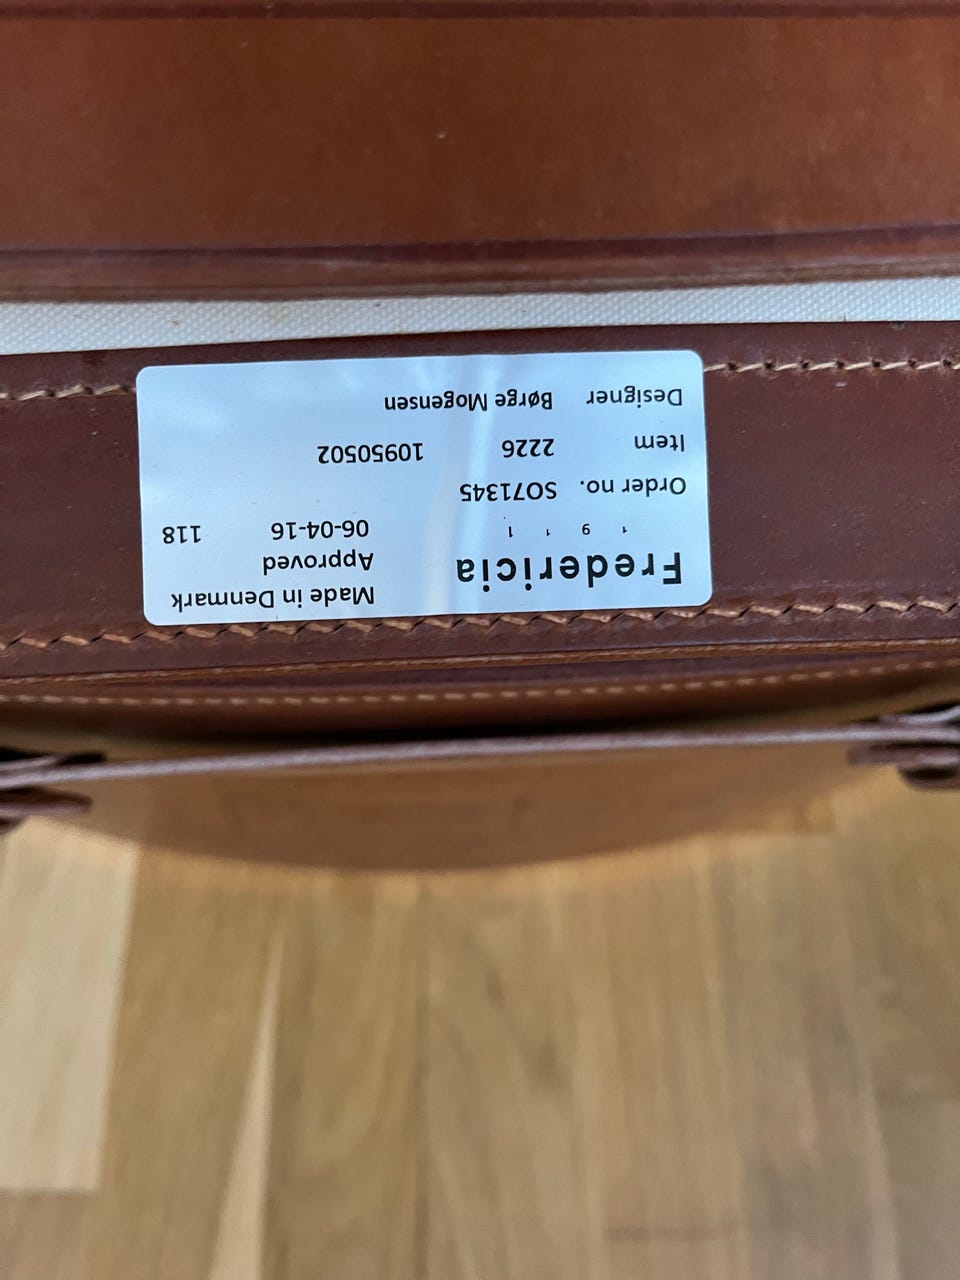 Fredericia Made in Denmark
1 9 1 1 Approved
06-04-16 118
Order no. SO71345
Item 2226 10950502
Designer Børge Mogensen